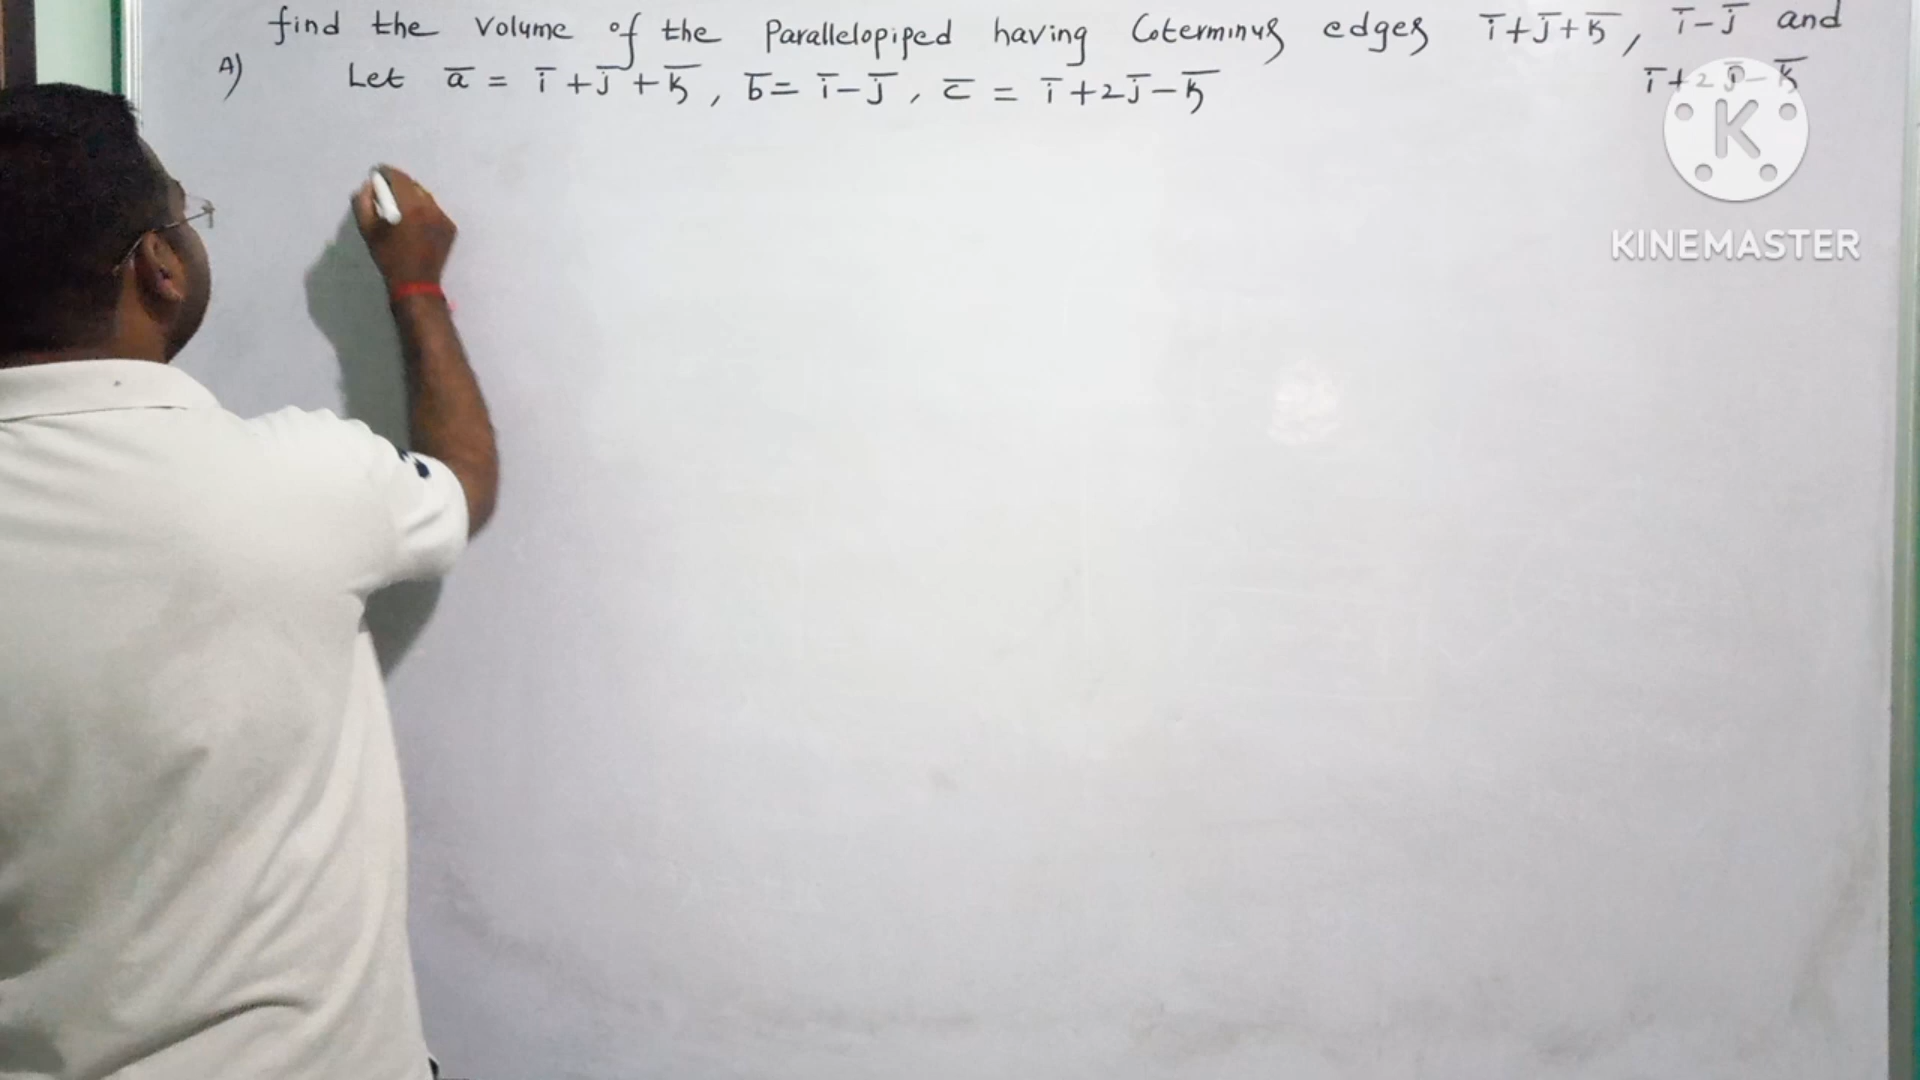 find the Volume of the Parallelopiped having Coterminus edges i̅+j̅+k̅, i̅-j̅ and
i̅+2j̅-k̅
A) Let a̅ = i̅+j̅+k̅, b̅= i̅-j̅, c̅ = i̅+2j̅-k̅
K
KINEMASTER